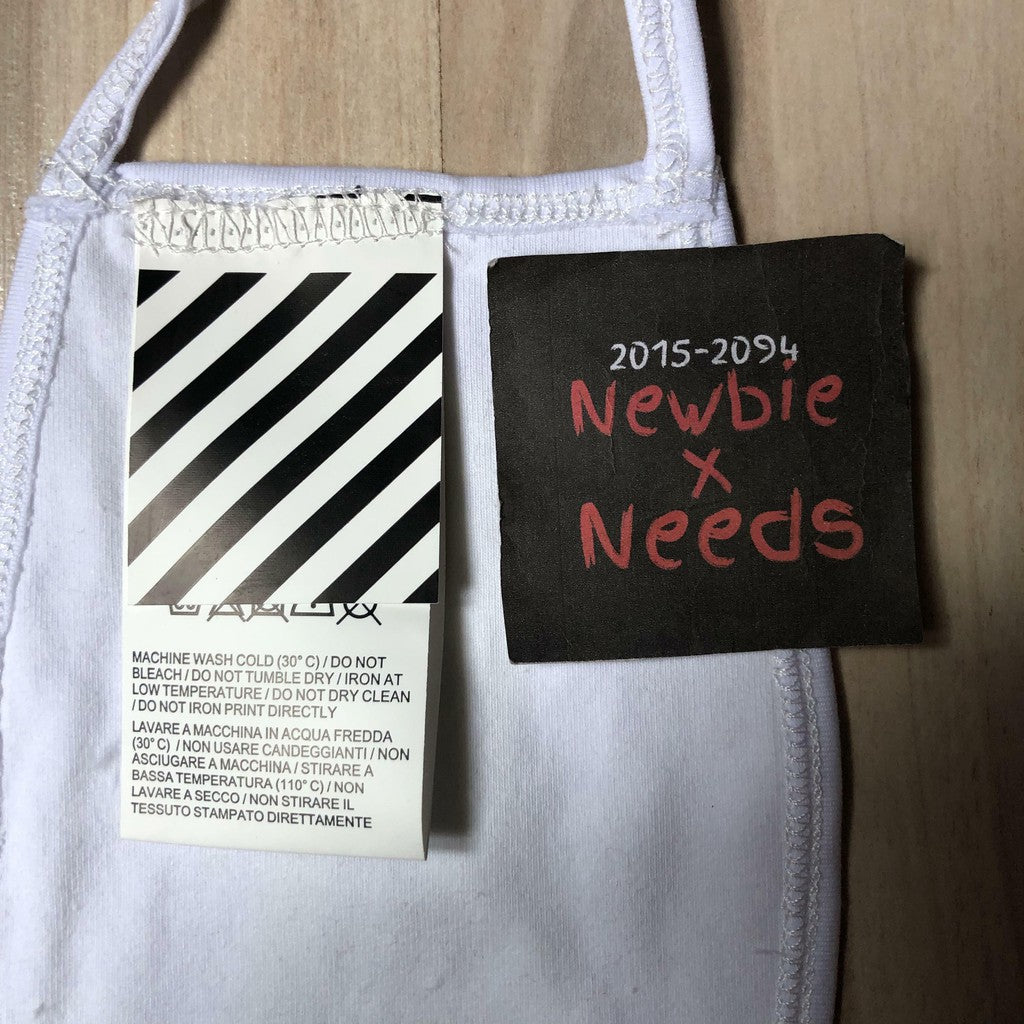 MACHINE WASH COLD (30° C) / DO NOT
BLEACH / DO NOT TUMBLE DRY / IRON AT
LOW TEMPERATURE / DO NOT DRY CLEAN
/ DO NOT IRON PRINT DIRECTLY
LAVARE A MACCHINA IN ACQUA FREDDA
(30° C) / NON USARE CANDEGGIANTI / NON
ASCIUGARE A MACCHINA / STIRARE A
BASSA TEMPERATURA (110° C) / NON
LAVARE A SECCO / NON STIRARE IL
TESSUTO STAMPATO DIRETTAMENTE
2015-2094
Newbie
x
Needs